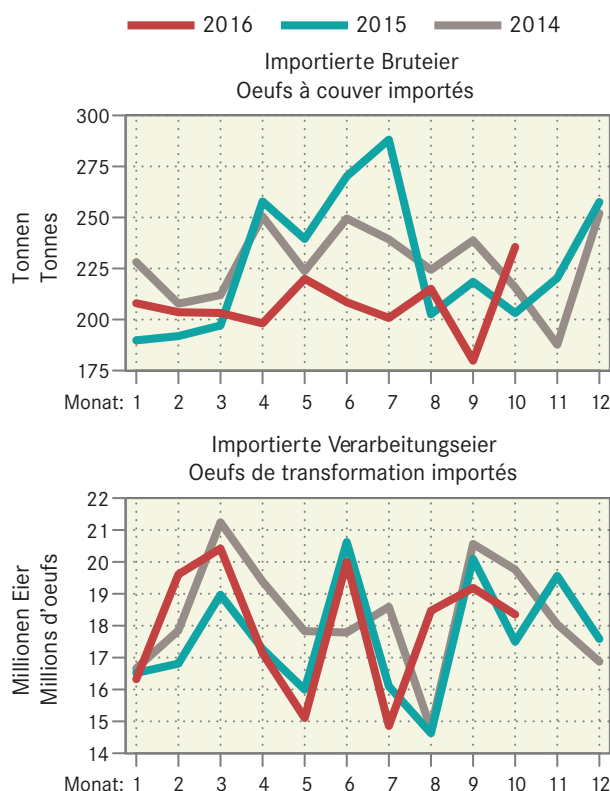 2016 2015 2014
Importierte Bruteier
Oeufs à couver importés
Tonnen
Tonnes
300
275
250
225
200
175
Monat: 1 2 3 4 5 6 7 8 9 10 11 12
Importierte Verarbeitungseier
Oeufs de transformation importés
Millionen Eier
Millions d'oeufs
22
21
20
19
18
17
16
15
14
Monat: 1 2 3 4 5 6 7 8 9 10 11 12